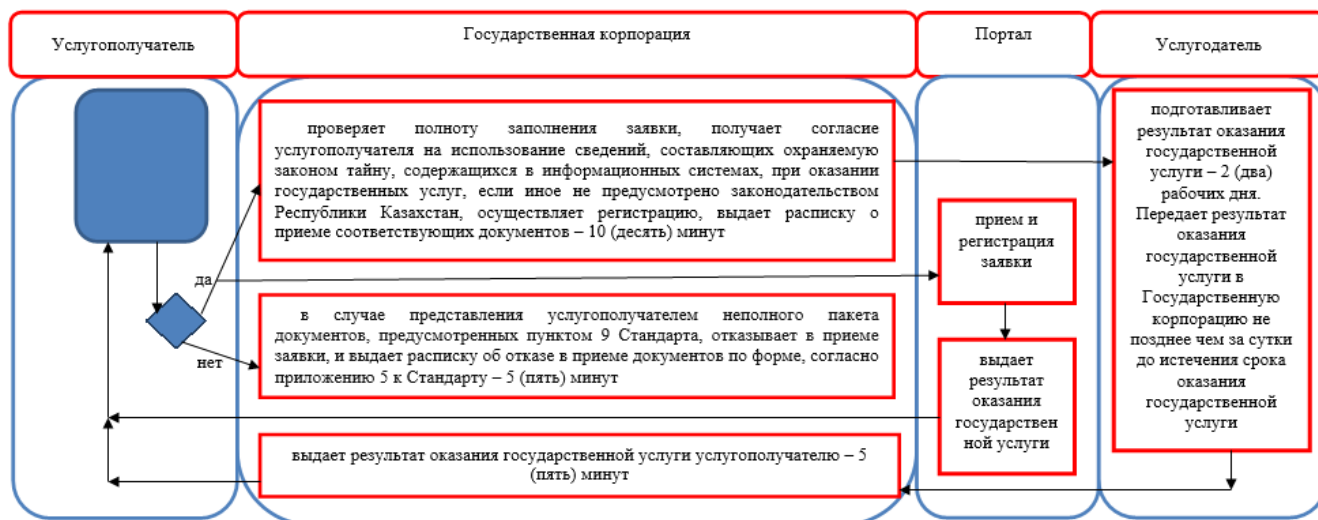 Услугополучатель
Государственная корпорация
Портал
Услугодатель
проверяет полноту заполнения заявки, получает согласие
услугополучателя на использование сведений, составляющих охраняемую
законом тайну, содержащихся в информационных системах, при оказании
государственных услуг, если иное не предусмотрено законодательством
Республики Казахстан, осуществляет регистрацию, выдает расписку о
приеме соответствующих документов – 10 (десять) минут
да
нет
в случае представления услугополучателем неполного пакета
документов, предусмотренных пунктом 9 Стандарта, отказывает в приеме
заявки, и выдает расписку об отказе в приеме документов по форме, согласно
приложению 5 к Стандарту – 5 (пять) минут
выдает результат оказания государственной услуги услугополучателю – 5
(пять) минут
прием и
регистрация
заявки
выдает
результат
оказания
государствен
ной услуги
подготавливает
результат оказания
государственной
услуги – 2 (два)
рабочих дня.
Передает результат
оказания
государственной
услуги в
Государственную
корпорацию не
позднее чем за сутки
до истечения срока
оказания
государственной
услуги